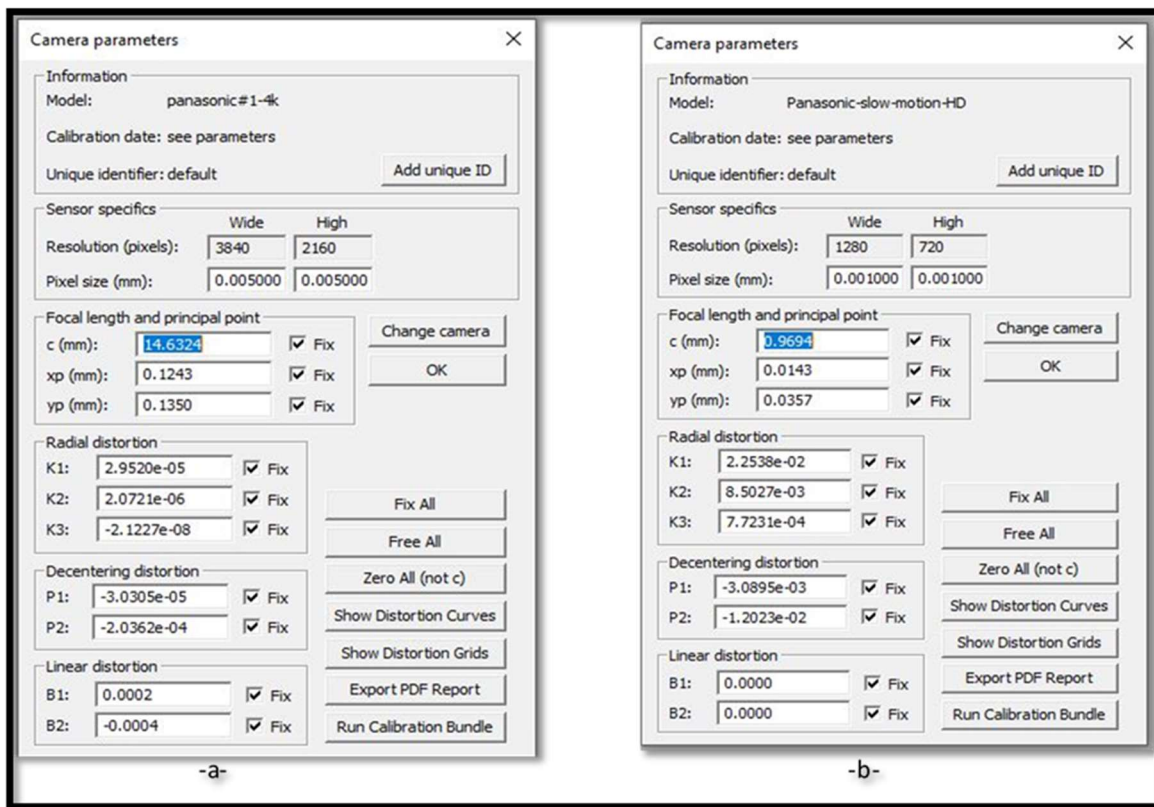 Camera parameters
Information
Model: panasonic#1-4k
Calibration date: see parameters
Unique identifier: default Add unique ID
Sensor specifics
Wide High
Resolution (pixels): 3840 2160
Pixel size (mm): 0.005000 0.005000
Focal length and principal point
c (mm): 14.6324 Fix Change camera
xp (mm): 0.1243 Fix OK
yp (mm): 0.1350 Fix
Radial distortion
K1: 2.9520e-05 Fix
K2: 2.0721e-06 Fix Fix All
K3: -2.1227e-08 Fix Free All
Decentering distortion Zero All (not c)
P1: -3.0305e-05 Fix Show Distortion Curves
P2: -2.0362e-04 Fix
Show Distortion Grids
Linear distortion
B1: 0.0002 Fix Export PDF Report
B2: -0.0004 Fix Run Calibration Bundle
-a-
Camera parameters
Information
Model: Panasonic-slow-motion-HD
Calibration date: see parameters
Unique identifier: default Add unique ID
Sensor specifics
Wide High
Resolution (pixels): 1280 720
Pixel size (mm): 0.001000 0.001000
Focal length and principal point
c (mm): 0.9694 Fix Change camera
xp (mm): 0.0143 Fix OK
yp (mm): 0.0357 Fix
Radial distortion
K1: 2.2538e-02 Fix
K2: 8.5027e-03 Fix Fix All
K3: 7.7231e-04 Fix Free All
Decentering distortion Zero All (not c)
P1: -3.0895e-03 Fix Show Distortion Curves
P2: -1.2023e-02 Fix
Show Distortion Grids
Linear distortion
B1: 0.0000 Fix Export PDF Report
B2: 0.0000 Fix Run Calibration Bundle
-b-